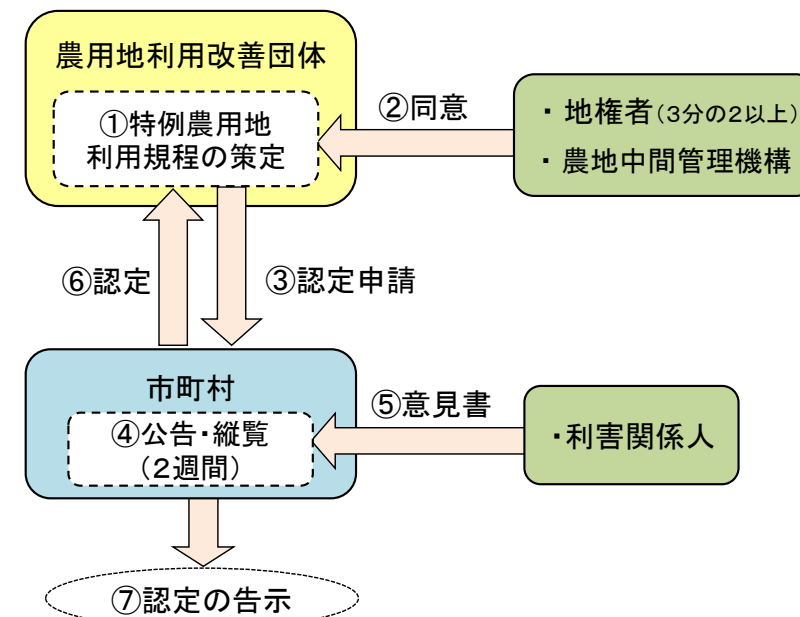 農用地利用改善団体
①特例農用地
利用規程の策定
②同意
・地権者(3分の2以上)
・農地中間管理機構
⑥認定
③認定申請
市町村
④公告・縦覧
(2週間)
⑤意見書
・利害関係人
⑦認定の告示